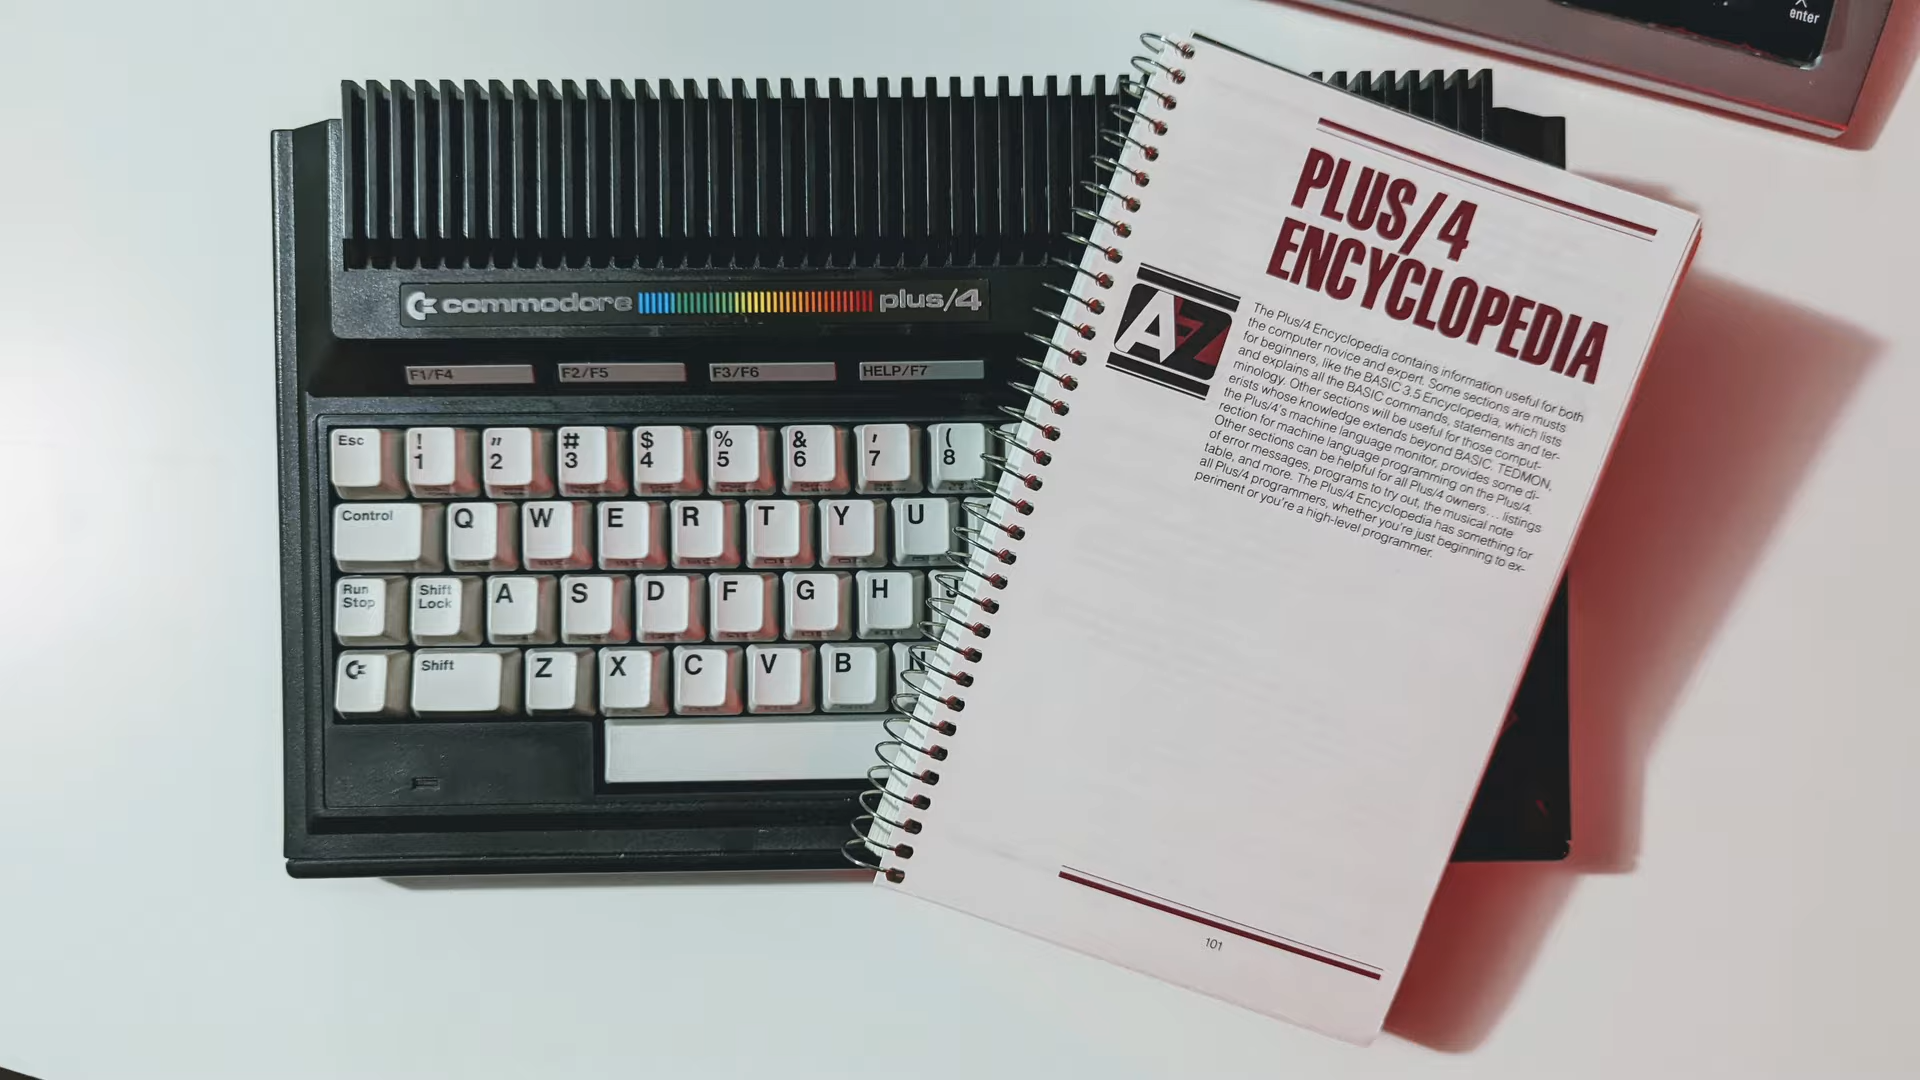 enter
commodore plus/4
F1/F4 F2/F5 F3/F6 HELP/F7
Esc ! 1 " 2 # 3 $ 4 % 5 & 6 ' 7 ( 8
Control Q W E R T Y U
Run Stop Shift Lock A S D F G H J
Shift Z X C V B N
PLUS/4
ENCYCLOPEDIA
A-Z
The Plus/4 Encyclopedia contains information useful for both
the computer novice and expert. Some sections are musts
for beginners, like the BASIC 3.5 Encyclopedia, which lists
and explains all the BASIC commands, statements and ter-
minology. Other sections will be useful for those comput-
erists whose knowledge extends beyond BASIC. TEDMON,
the Plus/4's machine language monitor, provides some di-
rection for machine language programming on the Plus/4.
Other sections can be helpful for all Plus/4 owners... listings
of error messages, programs to try out, the musical note
table, and more. The Plus/4 Encyclopedia has something for
all Plus/4 programmers, whether you're just beginning to ex-
periment or you're a high-level programmer.
101